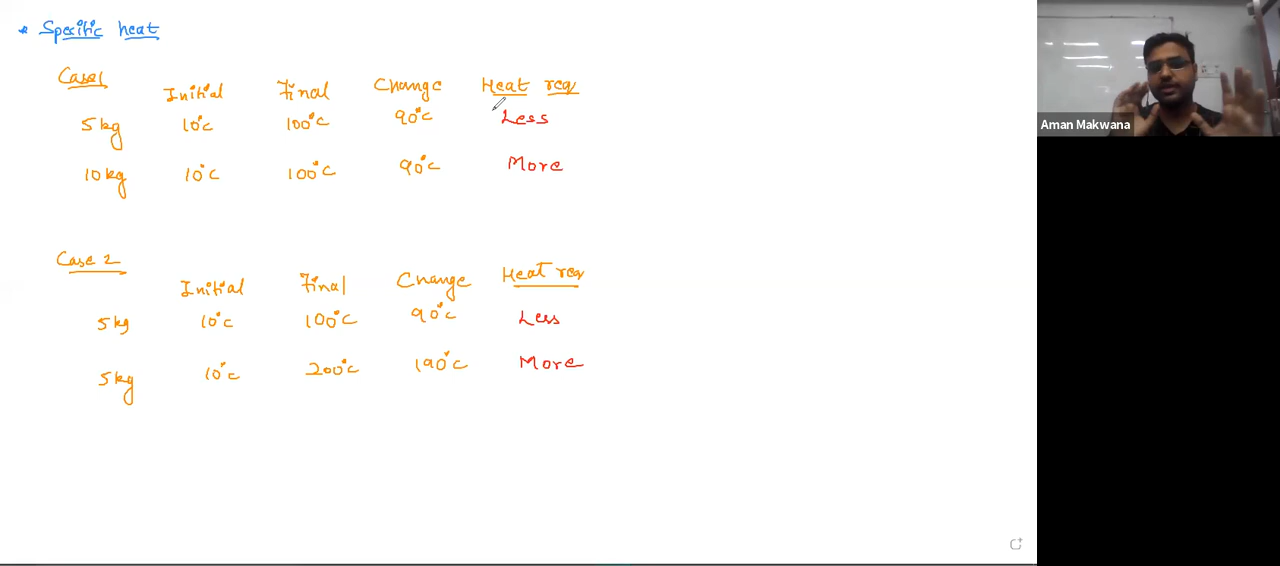 * Specific heat
Case1
Initial Final Change Heat req
5kg 10°C 100°C 90°C Less
10kg 10°C 100°C 90°C More
Case 2
Initial Final Change Heat req
5kg 10°C 100°C 90°C Less
5kg 10°C 200°C 190°C More
Aman Makwana